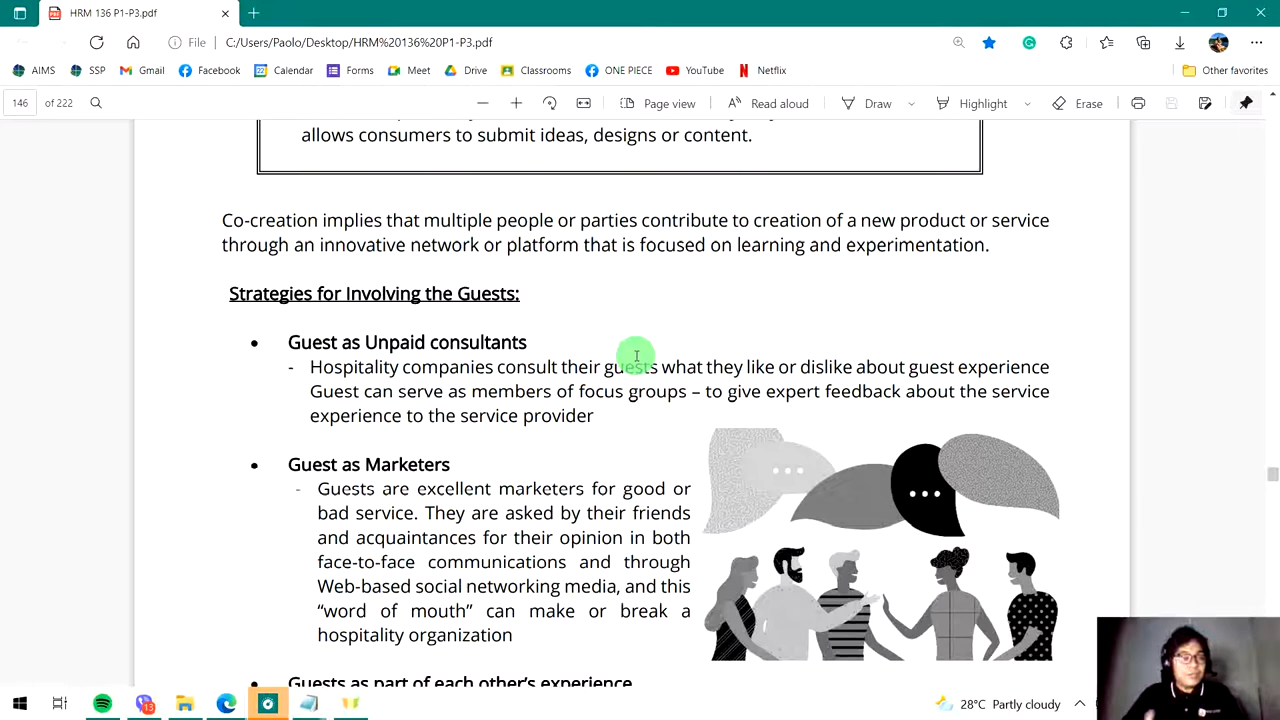 HRM 136 P1-P3.pdf
File C:/Users/Paolo/Desktop/HRM%20136%20P1-P3.pdf
AIMS SSP Gmail Facebook Calendar Forms Meet Drive Classrooms ONE PIECE YouTube Netflix Other favorites
146 of 222 Page view Read aloud Draw Highlight Erase
allows consumers to submit ideas, designs or content.
Co-creation implies that multiple people or parties contribute to creation of a new product or service
through an innovative network or platform that is focused on learning and experimentation.
Strategies for Involving the Guests:
• Guest as Unpaid consultants
- Hospitality companies consult their guests what they like or dislike about guest experience
Guest can serve as members of focus groups – to give expert feedback about the service
experience to the service provider
• Guest as Marketers
- Guests are excellent marketers for good or
bad service. They are asked by their friends
and acquaintances for their opinion in both
face-to-face communications and through
Web-based social networking media, and this
“word of mouth” can make or break a
hospitality organization
• Guests as part of each other’s experience
13
28°C Partly cloudy